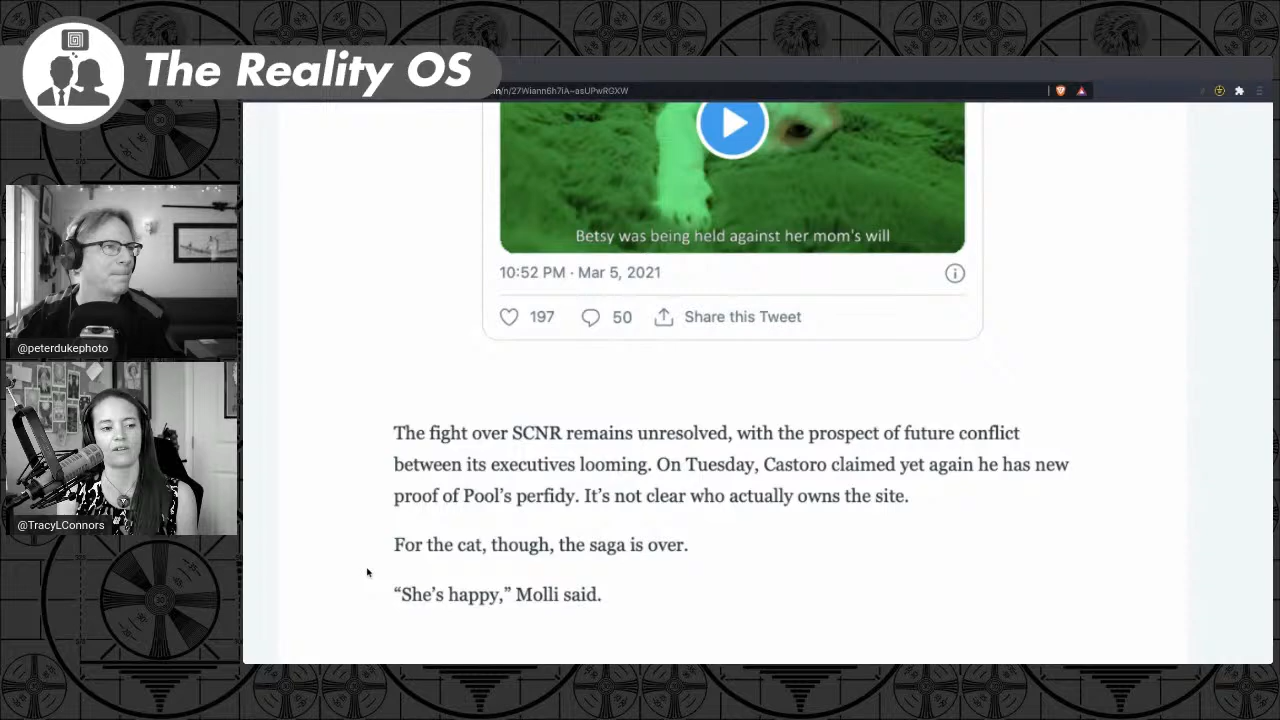 The Reality OS
n/n/27Wiann6h7iA-asUPwRGXW
Betsy was being held against her mom's will
10:52 PM · Mar 5, 2021
197
50
Share this Tweet
@peterdukephoto
The fight over SCNR remains unresolved, with the prospect of future conflict
between its executives looming. On Tuesday, Castoro claimed yet again he has new
proof of Pool’s perfidy. It’s not clear who actually owns the site.
@TracyLConnors
For the cat, though, the saga is over.
“She’s happy,” Molli said.